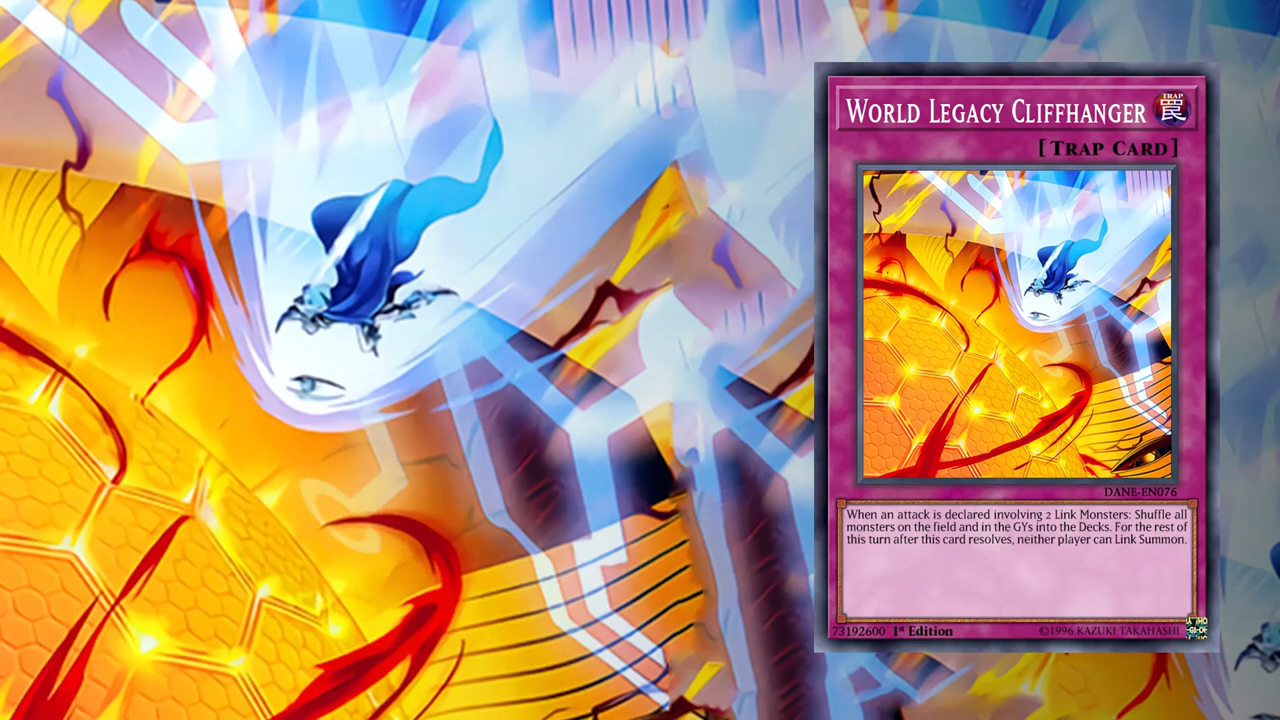 World Legacy Cliffhanger
TRAP
罠
[Trap Card]
DANE-EN076
When an attack is declared involving 2 Link Monsters: Shuffle all
monsters on the field and in the GYs into the Decks. For the rest of
this turn after this card resolves, neither player can Link Summon.
73192600 1st Edition
©1996 KAZUKI TAKAHASHI